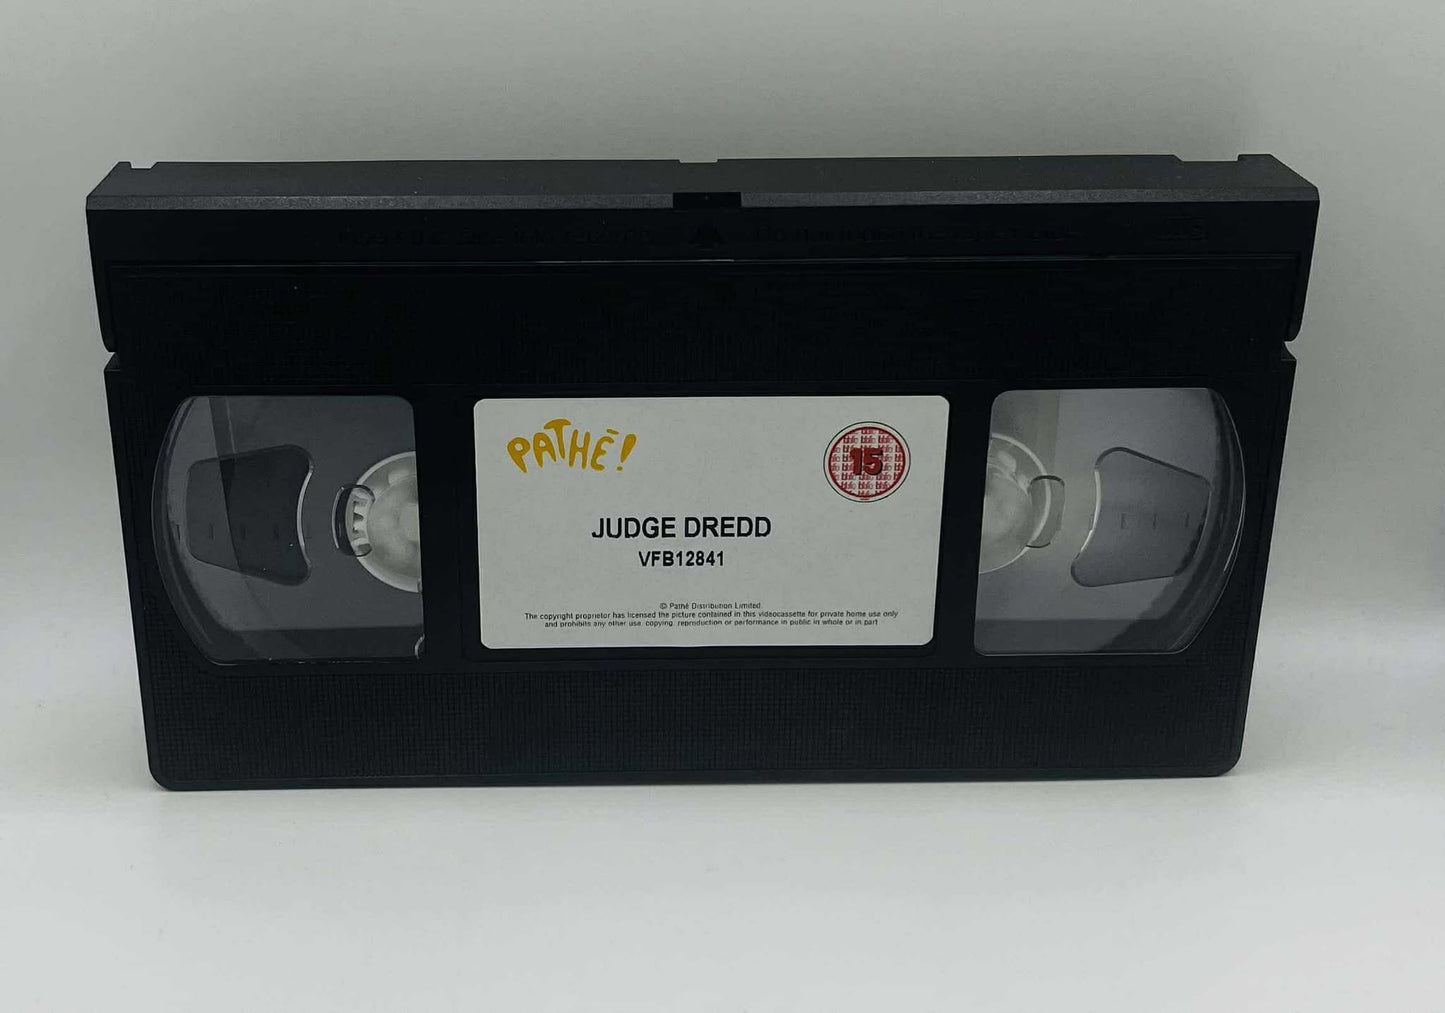 PATHÉ!
15
JUDGE DREDD
VFB12841
© Pathé Distribution Limited.
The copyright proprietor has licensed the picture contained in this videocassette for private home use only
and prohibits any other use, copying, reproduction or performance in public in whole or in part